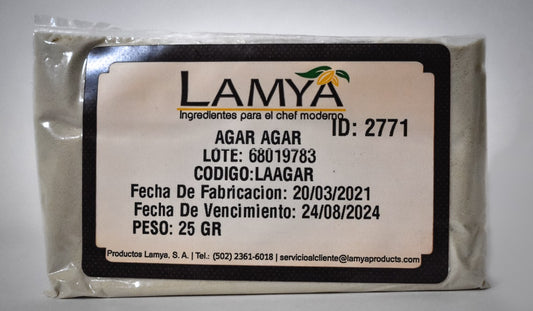 LAMYA
Ingredientes para el chef moderno
ID: 2771
AGAR AGAR
LOTE: 68019783
CODIGO:LAAGAR
Fecha De Fabricacion: 20/03/2021
Fecha De Vencimiento: 24/08/2024
PESO: 25 GR
Productos Lamya, S. A. | Tel.: (502) 2361-6018 | servicioalcliente@lamyaproducts.com